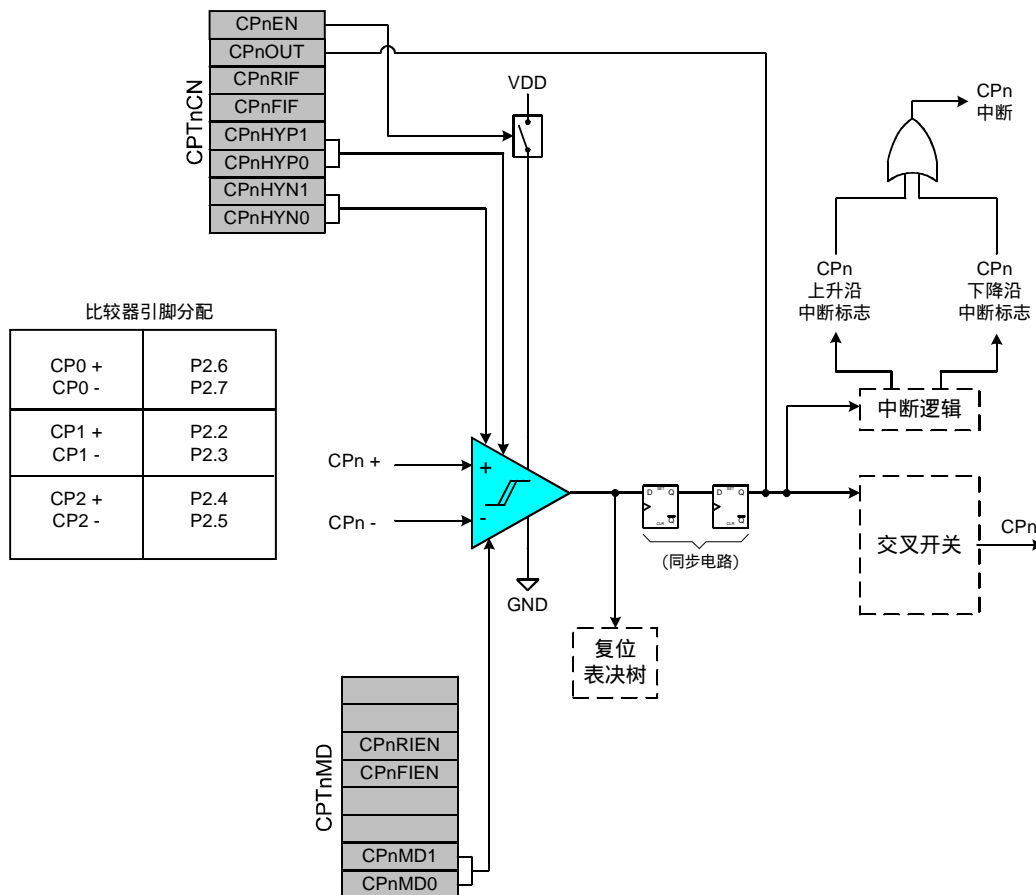 CPTnCN
CPnEN
CPnOUT
CPnRIF
CPnFIF
CPnHYP1
CPnHYP0
CPnHYN1
CPnHYN0
VDD
CPn
中断
CPn
上升沿
中断标志
CPn
下降沿
中断标志
比较器引脚分配
CP0 + P2.6
CP0 - P2.7
CP1 + P2.2
CP1 - P2.3
CP2 + P2.4
CP2 - P2.5
中断逻辑
CPn +
CPn -
+
-
D SET Q
CLR Q
D SET Q
CLR Q
(同步电路)
交叉开关
CPn
GND
复位
表决树
CPTnMD
CPnRIEN
CPnFIEN
CPnMD1
CPnMD0